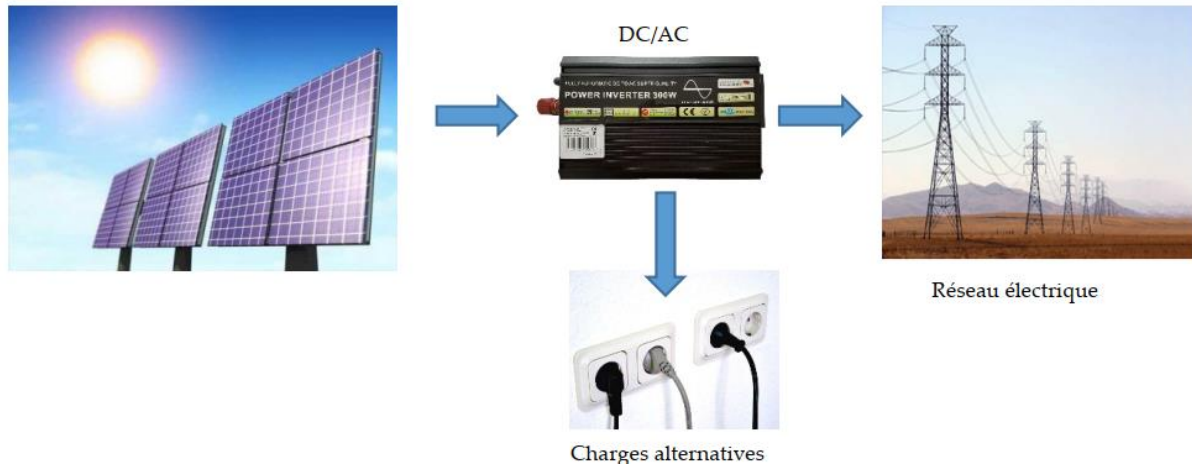 DC/AC
POWER INVERTER 300W
Réseau électrique
Charges alternatives